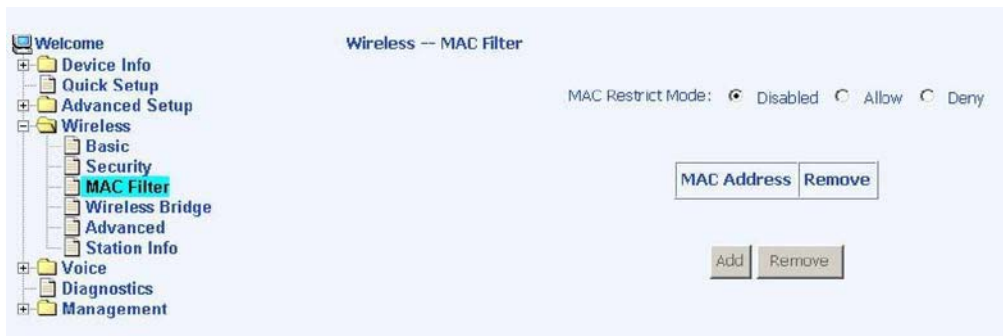 Welcome
Device Info
Quick Setup
Advanced Setup
Wireless
Basic
Security
MAC Filter
Wireless Bridge
Advanced
Station Info
Voice
Diagnostics
Management
Wireless -- MAC Filter
MAC Restrict Mode: Disabled Allow Deny
MAC Address Remove
Add Remove